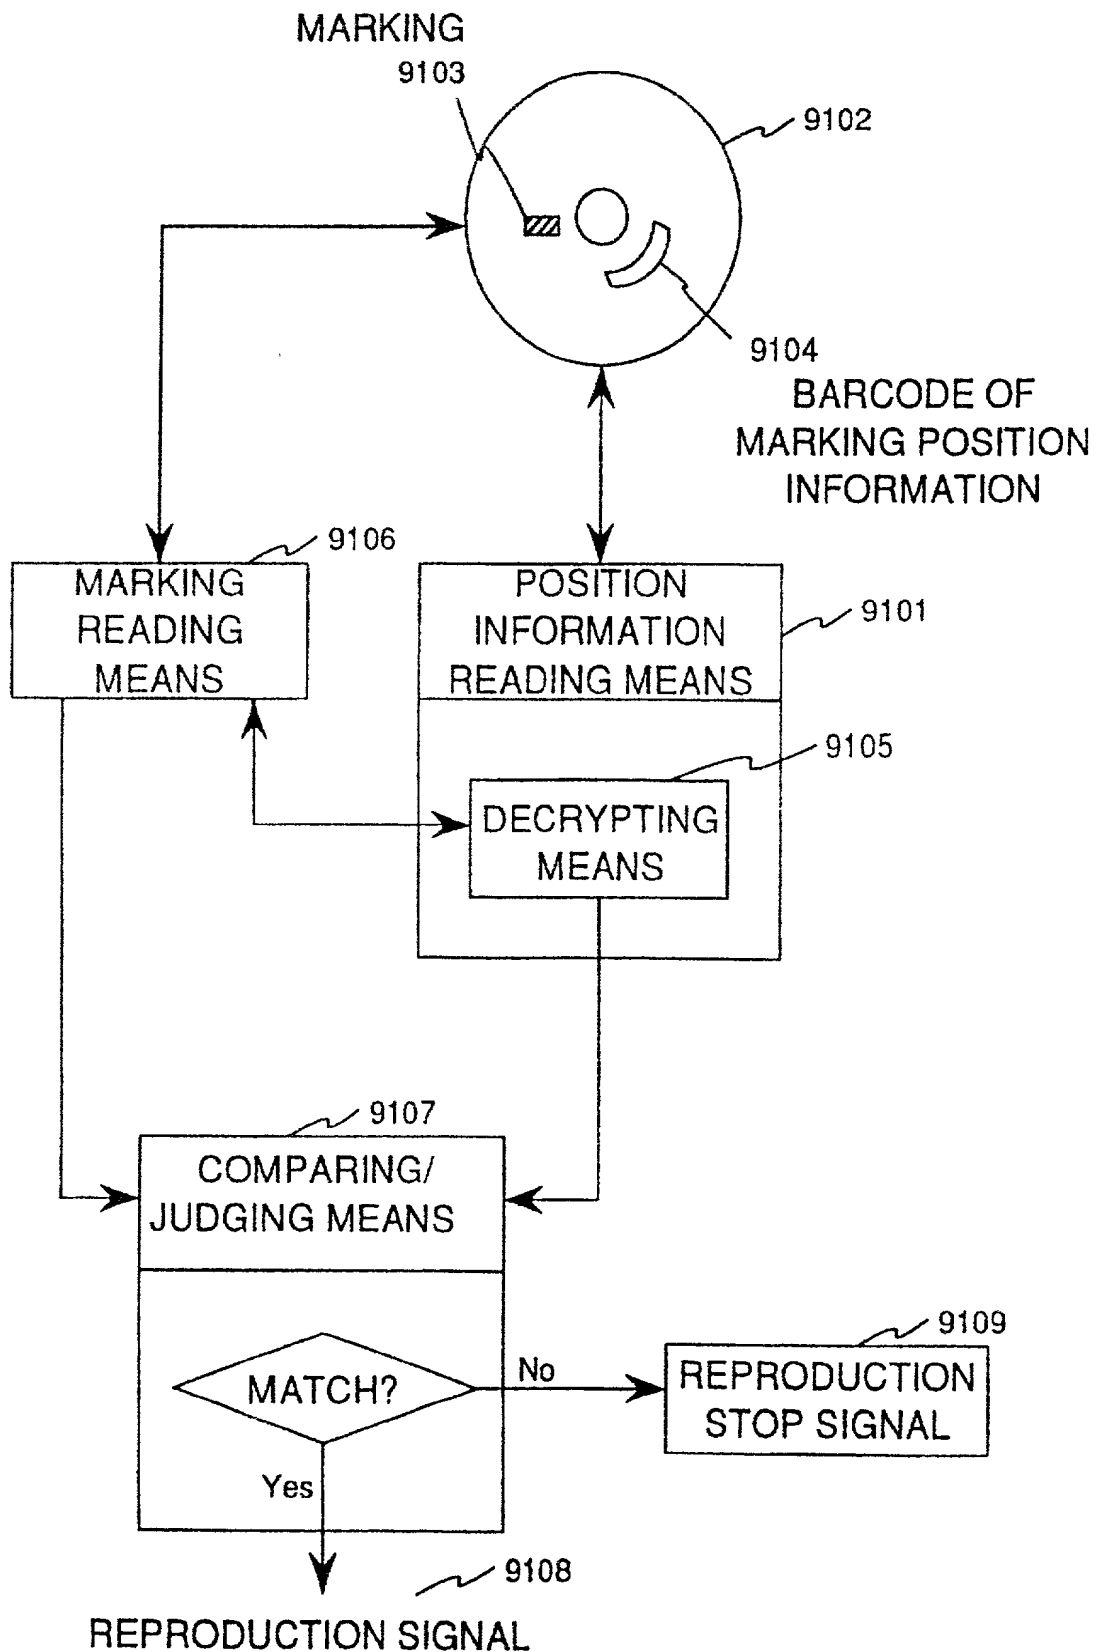 MARKING
9103
9102
9104
BARCODE OF
MARKING POSITION
INFORMATION
9106
MARKING
READING
MEANS
POSITION
INFORMATION
READING MEANS
9101
9105
DECRYPTING
MEANS
9107
COMPARING/
JUDGING MEANS
MATCH?
No
9109
REPRODUCTION
STOP SIGNAL
Yes
9108
REPRODUCTION SIGNAL